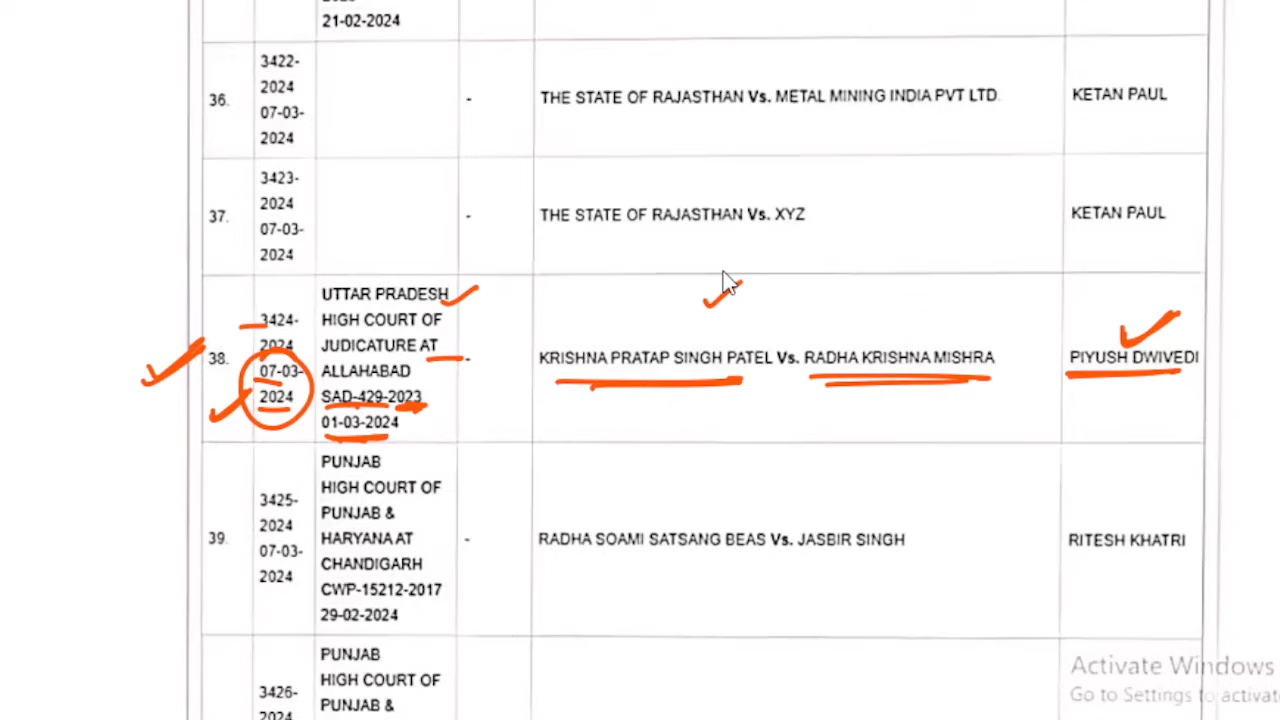 2023
21-02-2024
36.
3422-
2024
07-03-
2024
-
THE STATE OF RAJASTHAN Vs. METAL MINING INDIA PVT LTD.
KETAN PAUL
37.
3423-
2024
07-03-
2024
-
THE STATE OF RAJASTHAN Vs. XYZ
KETAN PAUL
38.
3424-
2024
07-03-
2024
UTTAR PRADESH
HIGH COURT OF
JUDICATURE AT
ALLAHABAD
SAD-429-2023
01-03-2024
-
KRISHNA PRATAP SINGH PATEL Vs. RADHA KRISHNA MISHRA
PIYUSH DWIVEDI
39.
3425-
2024
07-03-
2024
PUNJAB
HIGH COURT OF
PUNJAB &
HARYANA AT
CHANDIGARH
CWP-15212-2017
29-02-2024
-
RADHA SOAMI SATSANG BEAS Vs. JASBIR SINGH
RITESH KHATRI
3426-
2024
PUNJAB
HIGH COURT OF
PUNJAB &
Activate Windows
Go to Settings to activate